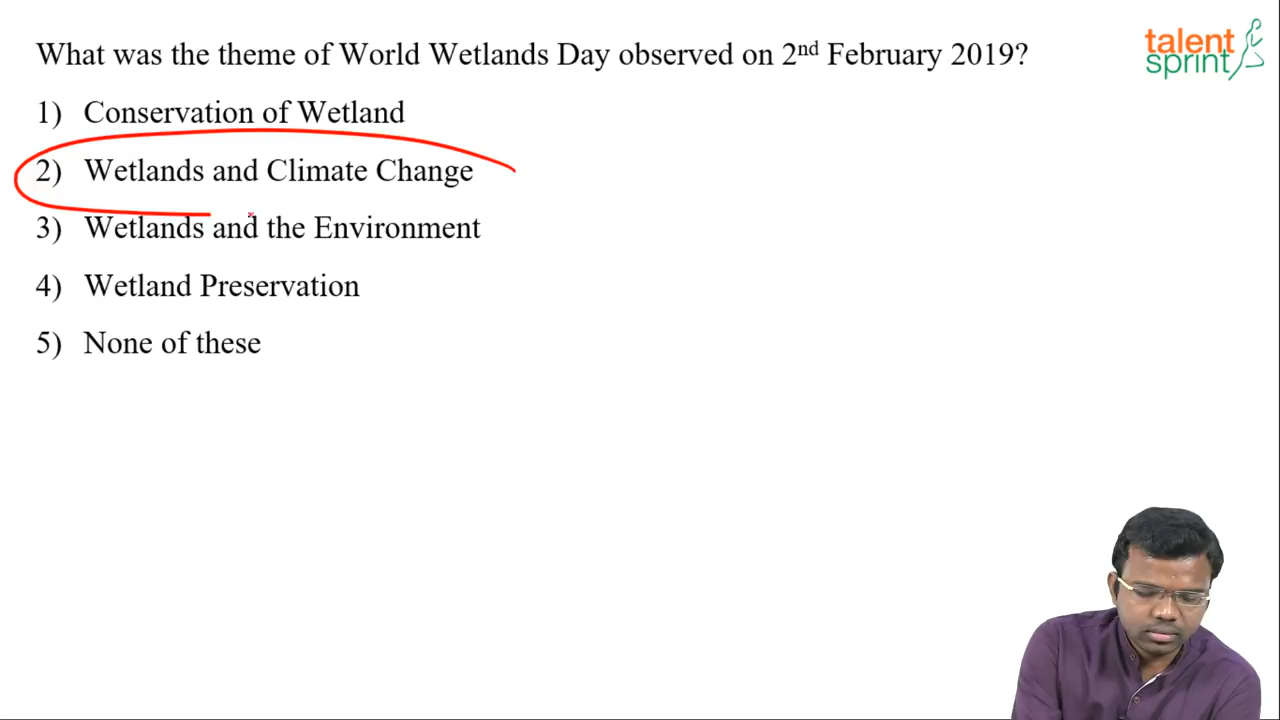 What was the theme of World Wetlands Day observed on 2nd February 2019?
talent
sprint
1) Conservation of Wetland
2) Wetlands and Climate Change
3) Wetlands and the Environment
4) Wetland Preservation
5) None of these